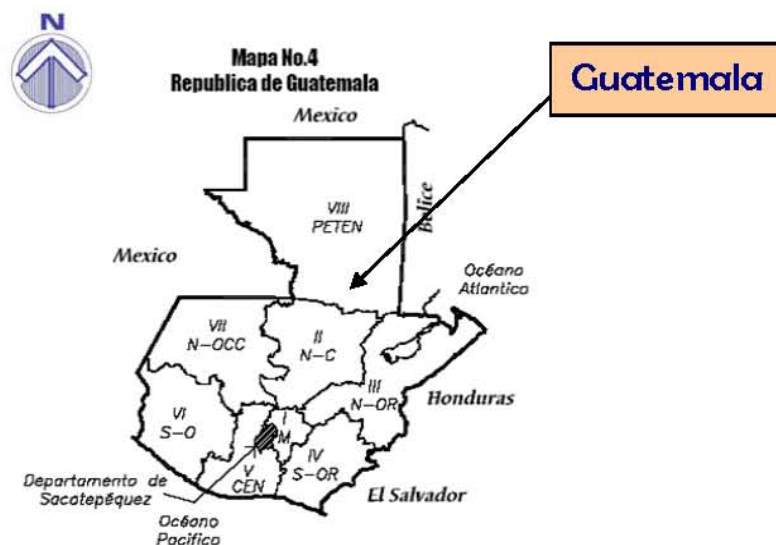 N
Mapa No.4
Republica de Guatemala
Guatemala
Mexico
VIII
PETEN
Belice
Mexico
Océano
Atlantico
VII
N-OCC
II
N-C
III
N-OR
Honduras
VI
S-O
I
M
IV
S-OR
V
CEN
Departamento de
Sacatepéquez
El Salvador
Océano
Pacifico